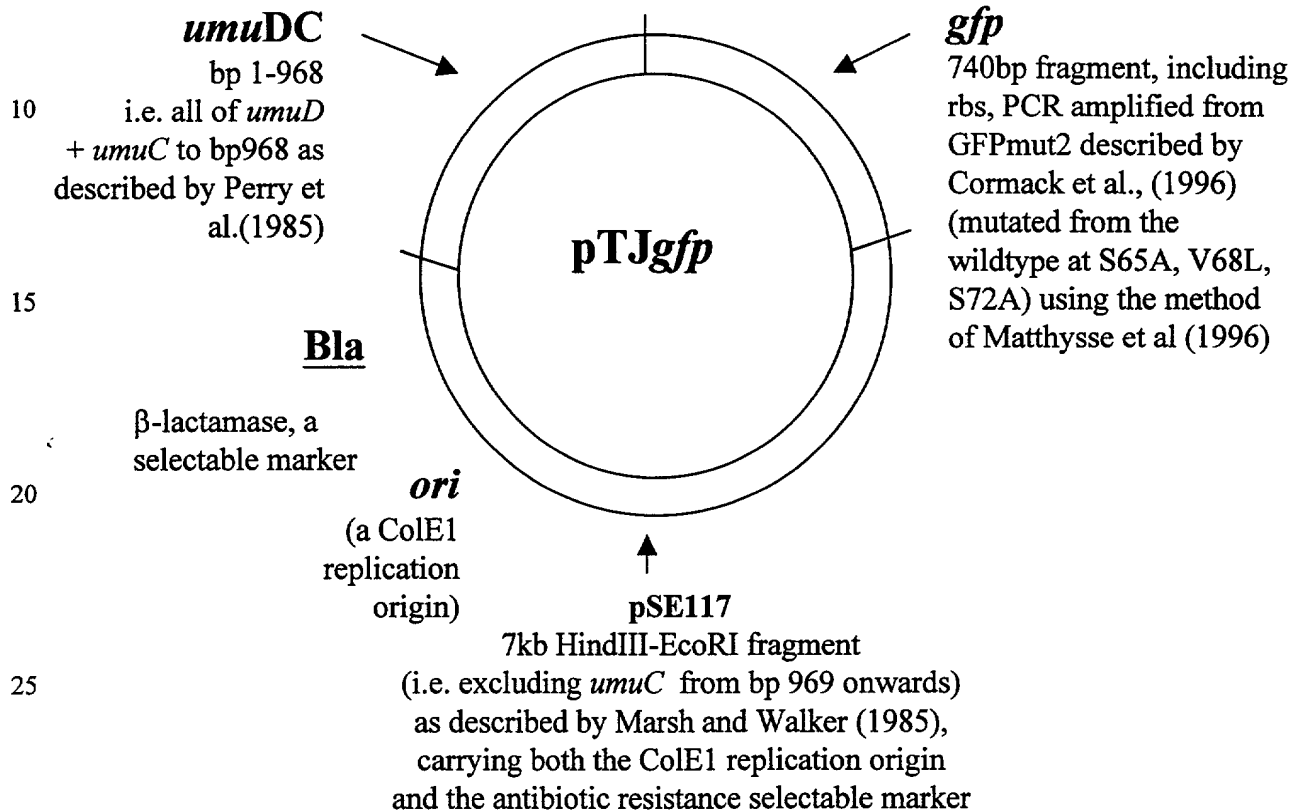 umuDC
bp 1-968
i.e. all of umuD
+ umuC to bp968 as
described by Perry et
al.(1985)
gfp
740bp fragment, including
rbs, PCR amplified from
GFPmut2 described by
Cormack et al., (1996)
(mutated from the
wildtype at S65A, V68L,
S72A) using the method
of Matthysse et al (1996)
pTJgfp
Bla
β-lactamase, a
selectable marker
ori
(a ColE1
replication
origin)
pSE117
7kb HindIII-EcoRI fragment
(i.e. excluding umuC from bp 969 onwards)
as described by Marsh and Walker (1985),
carrying both the ColE1 replication origin
and the antibiotic resistance selectable marker
10
15
20
25